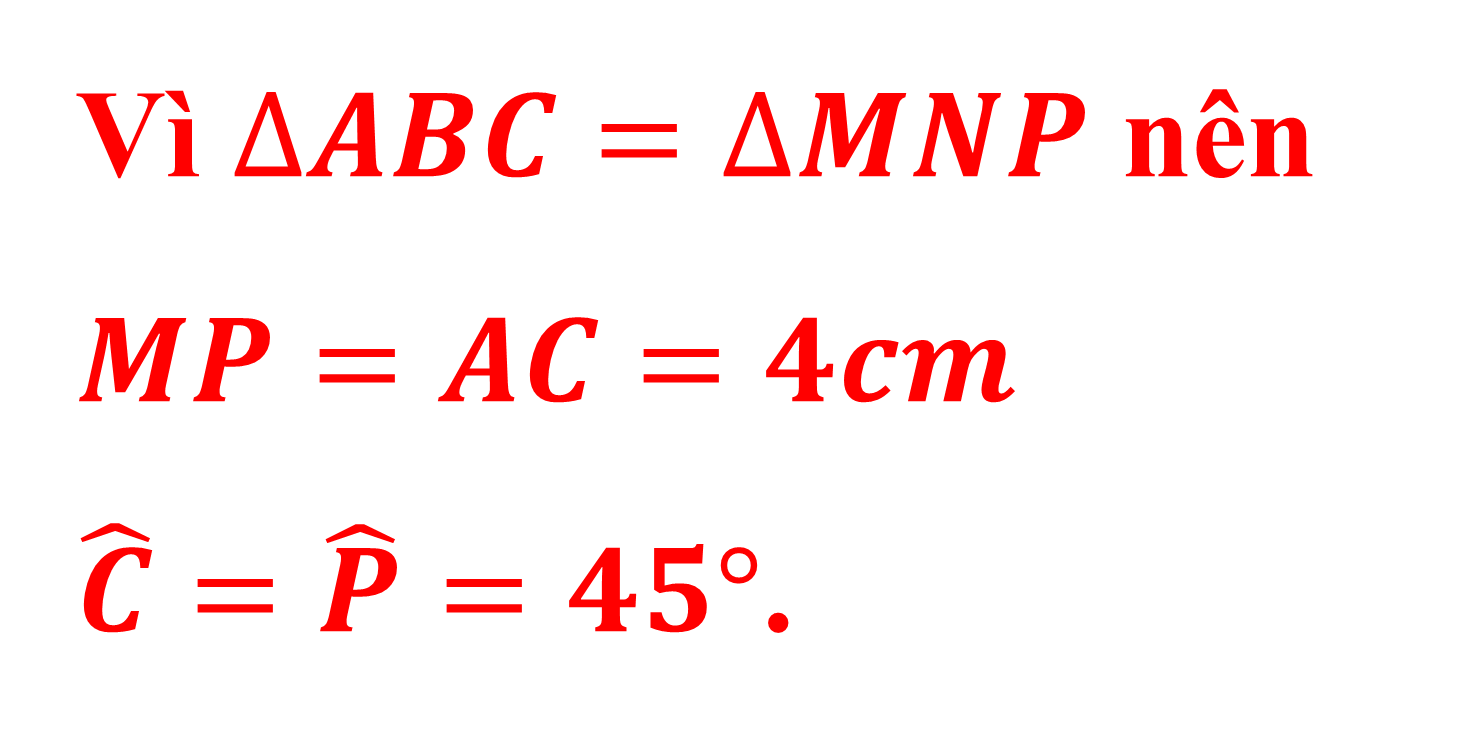 Vì ΔABC = ΔMNP nên
MP = AC = 4cm
Ĉ = P̂ = 45°.